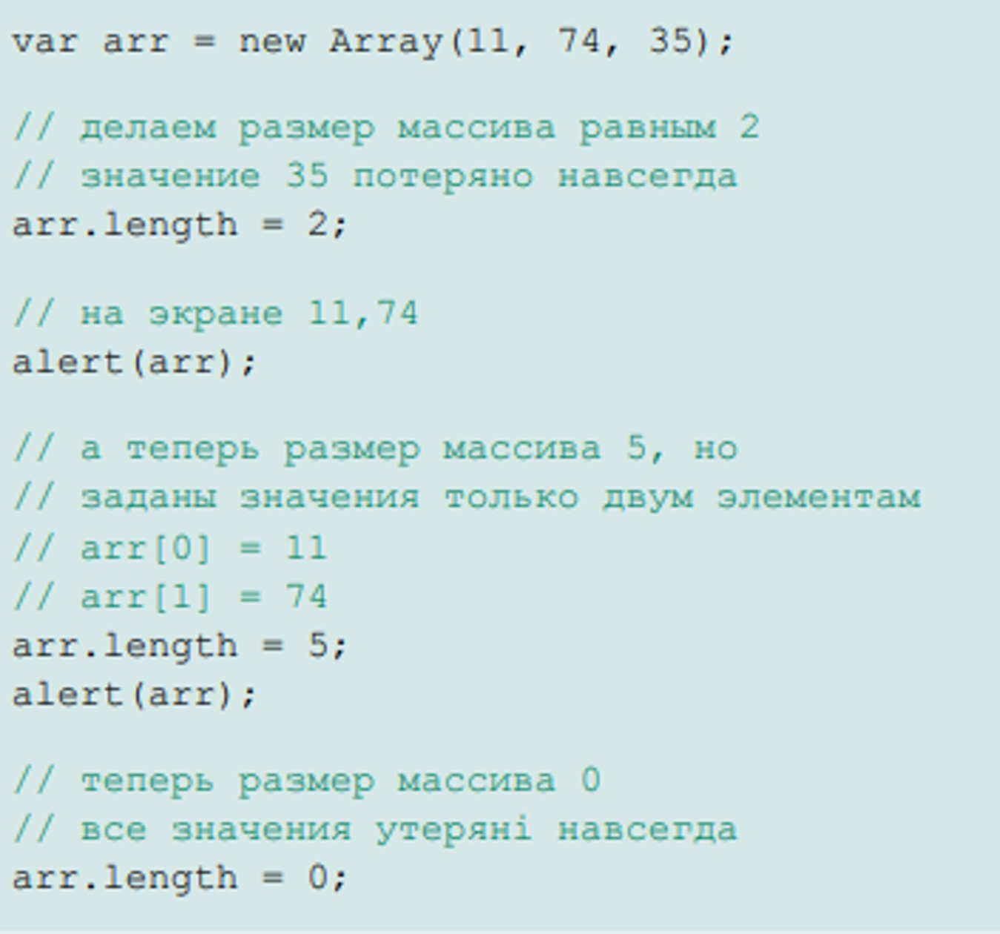 var arr = new Array(11, 74, 35);
// делаем размер массива равным 2
// значение 35 потеряно навсегда
arr.length = 2;
// на экране 11,74
alert(arr);
// а теперь размер массива 5, но
// заданы значения только двум элементам
// arr[0] = 11
// arr[1] = 74
arr.length = 5;
alert(arr);
// теперь размер массива 0
// все значения утеряні навсегда
arr.length = 0;